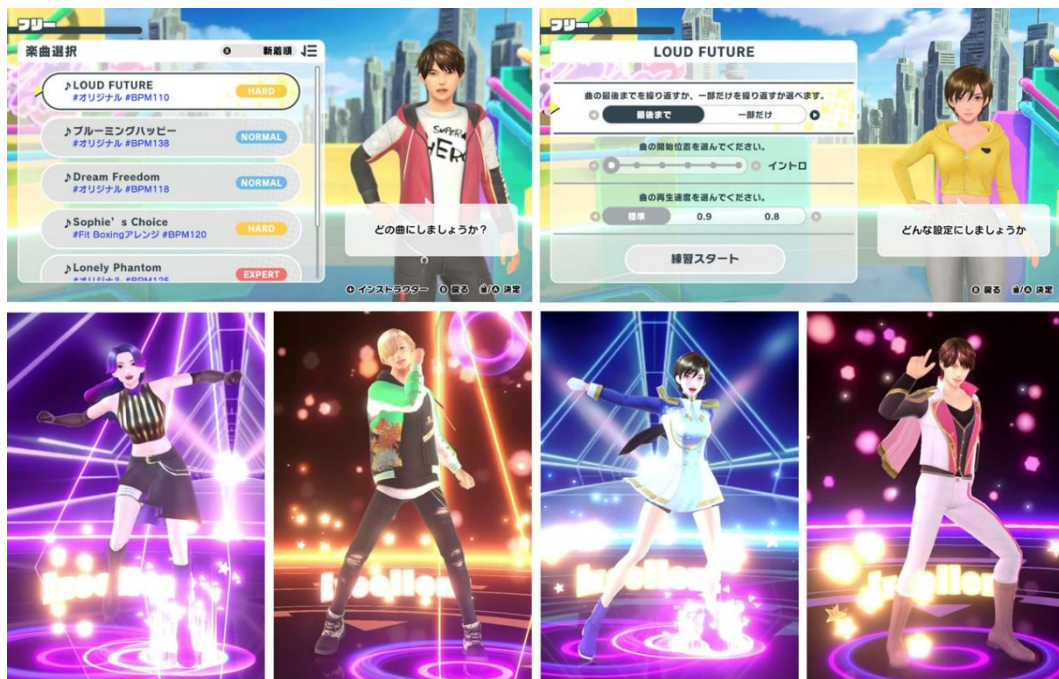 フリー
楽曲選択
Ⓧ 新着順
♪LOUD FUTURE
#オリジナル #BPM110
HARD
♪ブルーミングハッピー
#オリジナル #BPM138
NORMAL
♪Dream Freedom
#オリジナル #BPM118
NORMAL
♪Sophie's Choice
#Fit Boxingアレンジ #BPM120
HARD
♪Lonely Phantom
#オリジナル #BPM125
EXPERT
SUPER
HERO
どの曲にしましょうか?
インストラクター Ⓑ 戻る /Ⓐ 決定
フリー
LOUD FUTURE
曲の最後までを繰り返すか、一部だけを繰り返すか選べます。
最後まで 一部だけ
曲の開始位置を選んでください。
イントロ
曲の再生速度を選んでください。
標準 0.9 0.8
練習スタート
どんな設定にしましょうか
Ⓑ 戻る /Ⓐ 決定